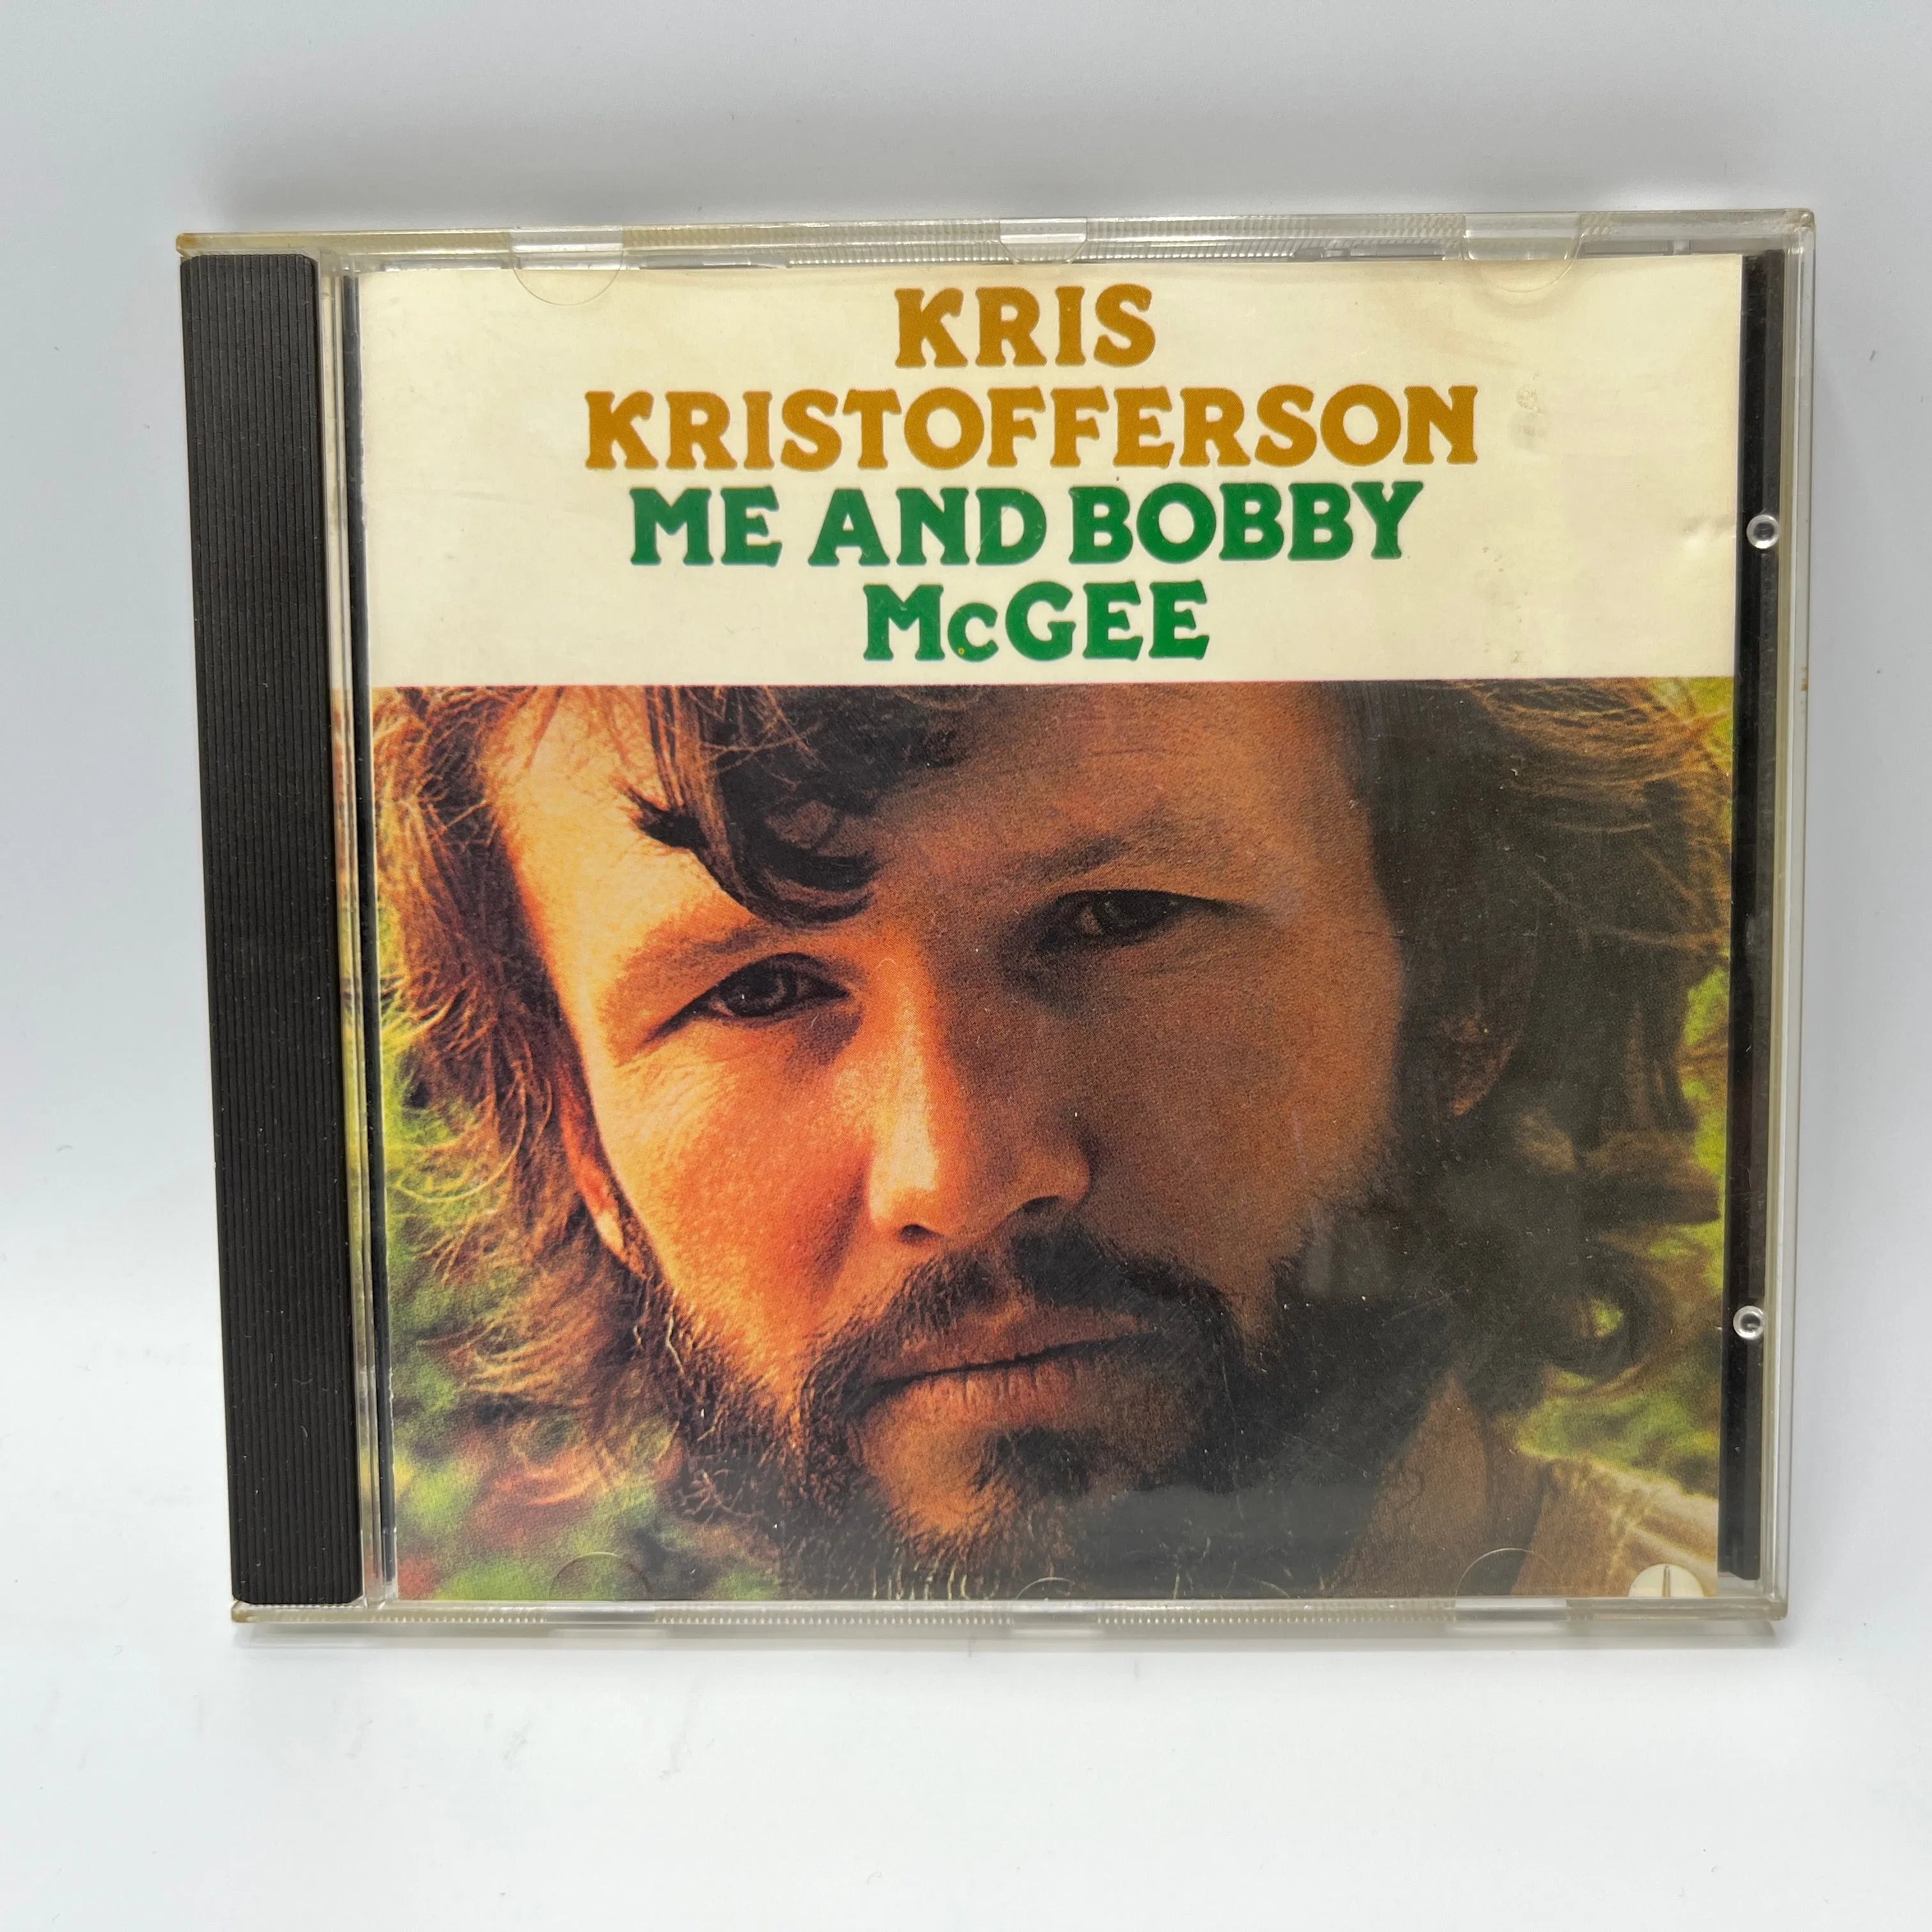 KRIS
KRISTOFFERSON
ME AND BOBBY
McGEE